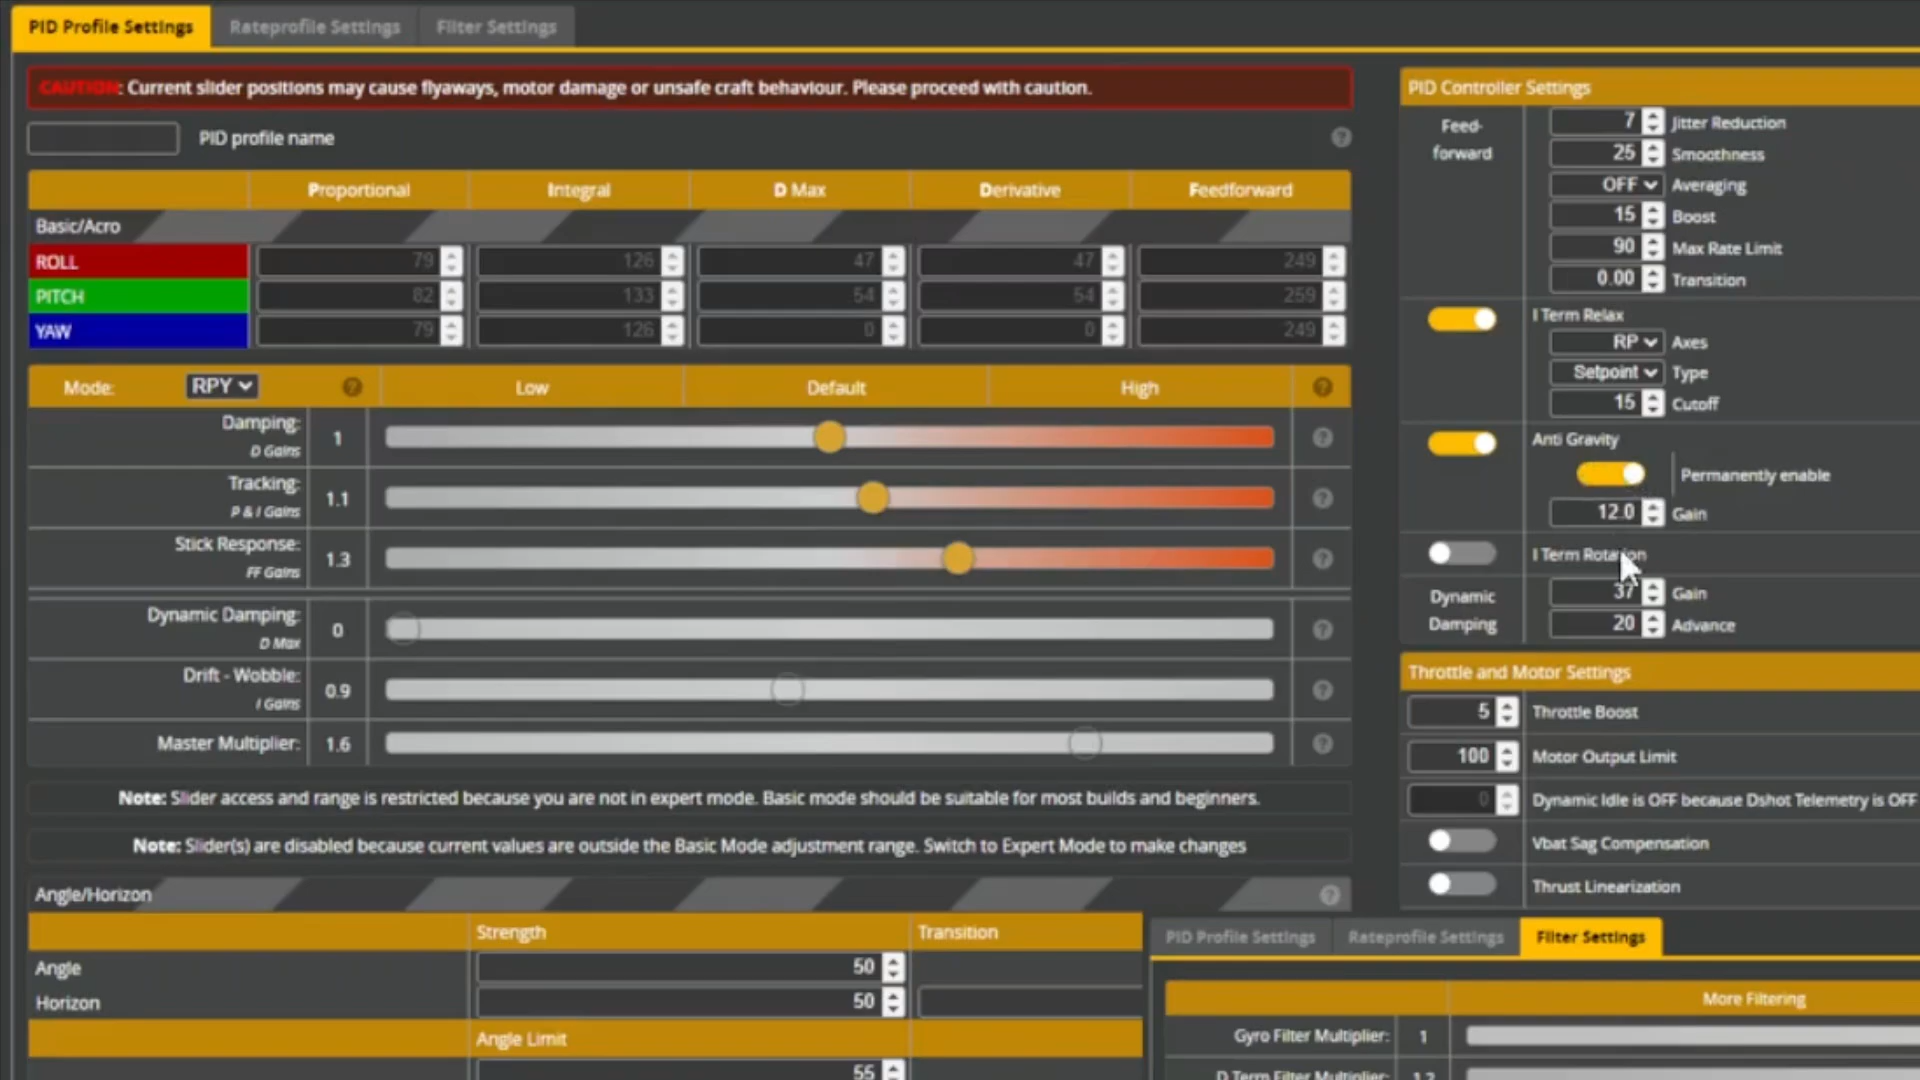 PID Profile Settings Rateprofile Settings Filter Settings
CAUTION: Current slider positions may cause flyaways, motor damage or unsafe craft behaviour. Please proceed with caution.
PID profile name
Proportional Integral D Max Derivative Feedforward
Basic/Acro
ROLL 79 126 47 47 249
PITCH 82 133 54 54 259
YAW 79 126 0 0 249
Mode: RPY Low Default High
Damping: 1
D Gains
Tracking: 1.1
P & I Gains
Stick Response: 1.3
FF Gains
Dynamic Damping: 0
D Max
Drift - Wobble: 0.9
I Gains
Master Multiplier: 1.6
Note: Slider access and range is restricted because you are not in expert mode. Basic mode should be suitable for most builds and beginners.
Note: Slider(s) are disabled because current values are outside the Basic Mode adjustment range. Switch to Expert Mode to make changes
Angle/Horizon
Strength Transition
Angle 50
Horizon 50
Angle Limit
55
PID Controller Settings
Feed-
forward
7 Jitter Reduction
25 Smoothness
OFF Averaging
15 Boost
90 Max Rate Limit
0.00 Transition
I Term Relax
RP Axes
Setpoint Type
15 Cutoff
Anti Gravity
Permanently enable
12.0 Gain
I Term Rotation
Dynamic
Damping
37 Gain
20 Advance
Throttle and Motor Settings
5 Throttle Boost
100 Motor Output Limit
0 Dynamic Idle is OFF because Dshot Telemetry is OFF
Vbat Sag Compensation
Thrust Linearization
PID Profile Settings Rateprofile Settings Filter Settings
More Filtering
Gyro Filter Multiplier: 1
D Term Filter Multiplier: 1.2